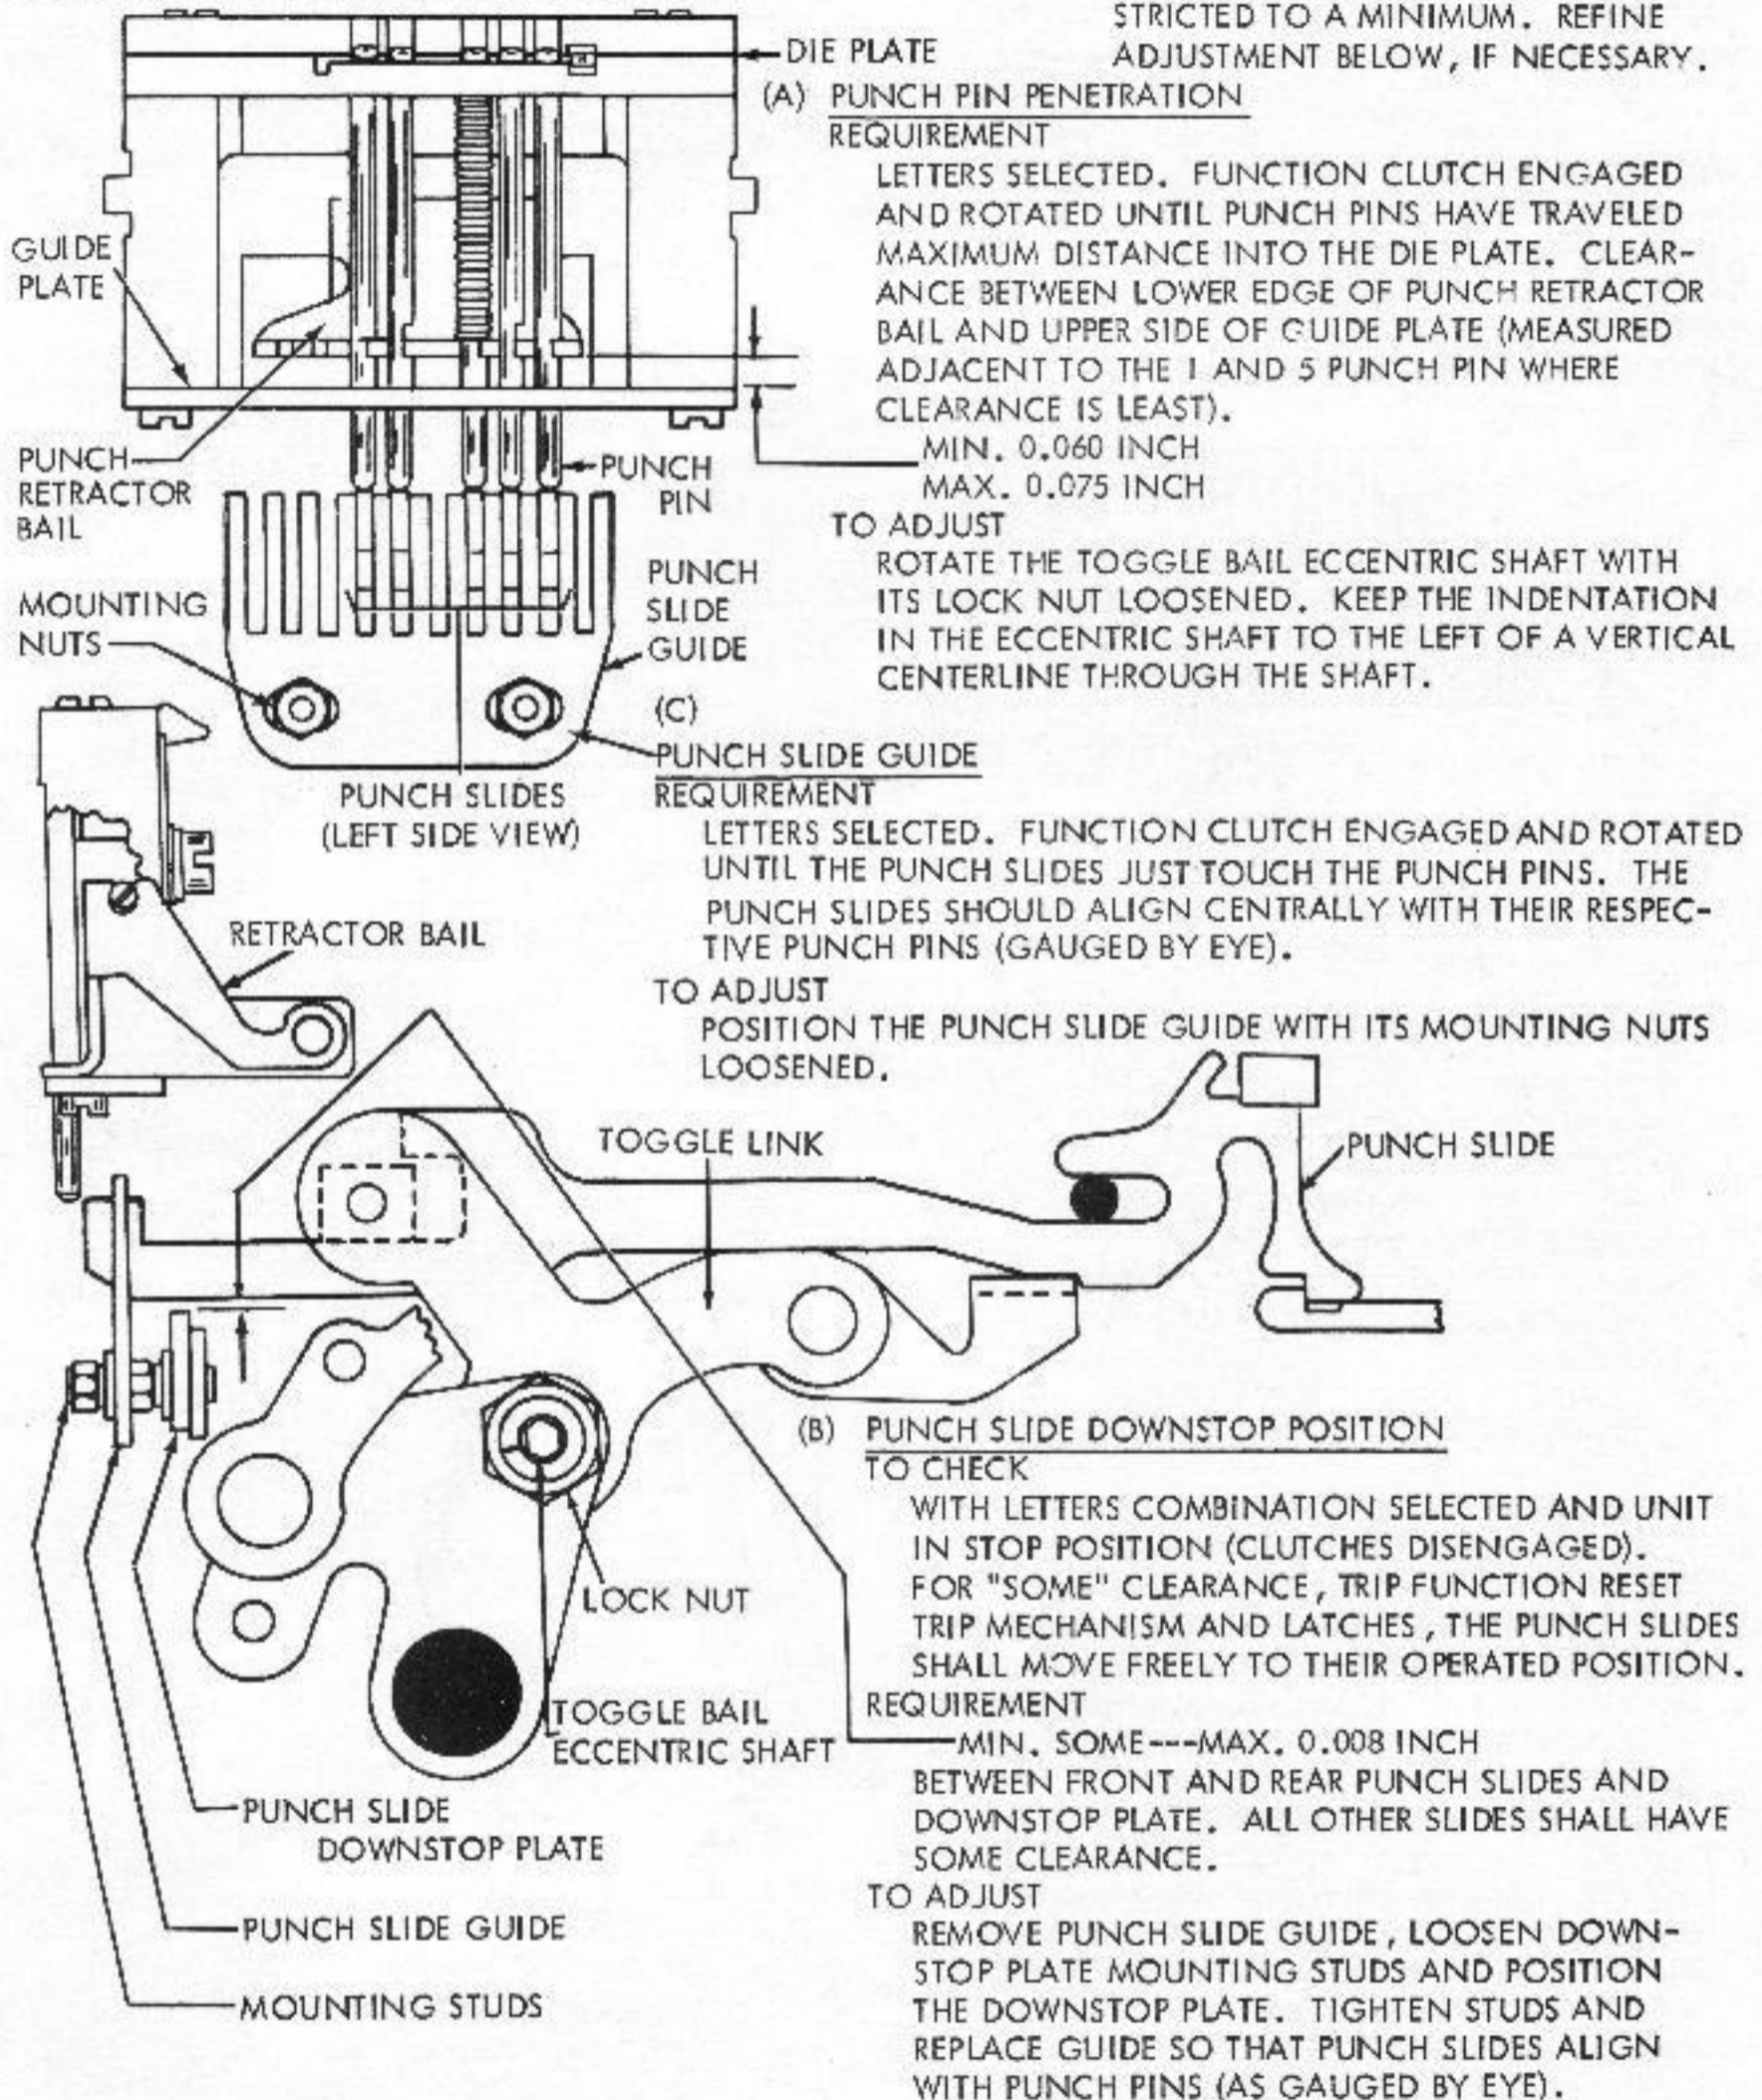 STRICTED TO A MINIMUM. REFINE
ADJUSTMENT BELOW, IF NECESSARY.
DIE PLATE
(A) PUNCH PIN PENETRATION
REQUIREMENT
LETTERS SELECTED. FUNCTION CLUTCH ENGAGED
AND ROTATED UNTIL PUNCH PINS HAVE TRAVELED
MAXIMUM DISTANCE INTO THE DIE PLATE. CLEAR-
ANCE BETWEEN LOWER EDGE OF PUNCH RETRACTOR
BAIL AND UPPER SIDE OF GUIDE PLATE (MEASURED
ADJACENT TO THE 1 AND 5 PUNCH PIN WHERE
CLEARANCE IS LEAST).
MIN. 0.060 INCH
MAX. 0.075 INCH
TO ADJUST
ROTATE THE TOGGLE BAIL ECCENTRIC SHAFT WITH
ITS LOCK NUT LOOSENED. KEEP THE INDENTATION
IN THE ECCENTRIC SHAFT TO THE LEFT OF A VERTICAL
CENTERLINE THROUGH THE SHAFT.
GUIDE
PLATE
PUNCH
RETRACTOR
BAIL
PUNCH
PIN
PUNCH
SLIDE
GUIDE
MOUNTING
NUTS
PUNCH SLIDES
(LEFT SIDE VIEW)
(C)
PUNCH SLIDE GUIDE
REQUIREMENT
LETTERS SELECTED. FUNCTION CLUTCH ENGAGED AND ROTATED
UNTIL THE PUNCH SLIDES JUST TOUCH THE PUNCH PINS. THE
PUNCH SLIDES SHOULD ALIGN CENTRALLY WITH THEIR RESPEC-
TIVE PUNCH PINS (GAUGED BY EYE).
TO ADJUST
POSITION THE PUNCH SLIDE GUIDE WITH ITS MOUNTING NUTS
LOOSENED.
RETRACTOR BAIL
TOGGLE LINK
PUNCH SLIDE
(B) PUNCH SLIDE DOWNSTOP POSITION
TO CHECK
WITH LETTERS COMBINATION SELECTED AND UNIT
IN STOP POSITION (CLUTCHES DISENGAGED).
FOR "SOME" CLEARANCE, TRIP FUNCTION RESET
TRIP MECHANISM AND LATCHES, THE PUNCH SLIDES
SHALL MOVE FREELY TO THEIR OPERATED POSITION.
REQUIREMENT
MIN. SOME---MAX. 0.008 INCH
BETWEEN FRONT AND REAR PUNCH SLIDES AND
DOWNSTOP PLATE. ALL OTHER SLIDES SHALL HAVE
SOME CLEARANCE.
TO ADJUST
REMOVE PUNCH SLIDE GUIDE, LOOSEN DOWN-
STOP PLATE MOUNTING STUDS AND POSITION
THE DOWNSTOP PLATE. TIGHTEN STUDS AND
REPLACE GUIDE SO THAT PUNCH SLIDES ALIGN
WITH PUNCH PINS (AS GAUGED BY EYE).
LOCK NUT
TOGGLE BAIL
ECCENTRIC SHAFT
PUNCH SLIDE
DOWNSTOP PLATE
PUNCH SLIDE GUIDE
MOUNTING STUDS